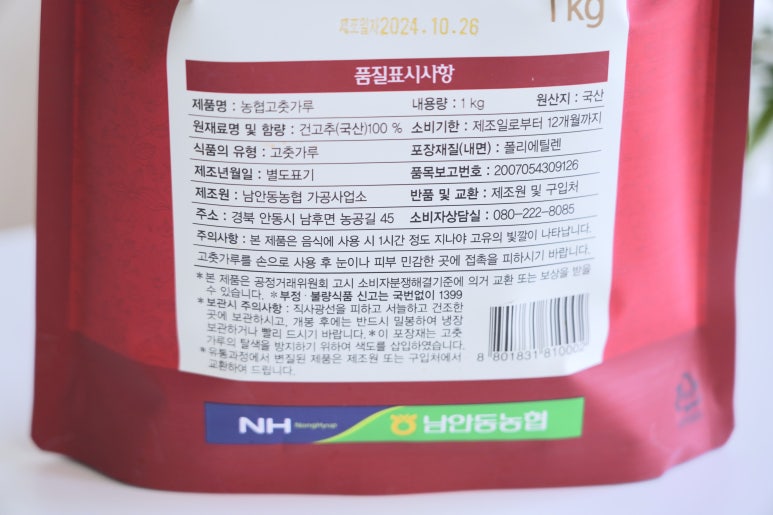 1kg
제조일자2024.10.26
품질표시사항
제품명 : 농협고춧가루 내용량 : 1 kg 원산지 : 국산
원재료명 및 함량 : 건고추(국산)100 % 소비기한 : 제조일로부터 12개월까지
식품의 유형 : 고춧가루 포장재질(내면) : 폴리에틸렌
제조년월일 : 별도표기 품목보고번호 : 2007054309126
제조원 : 남안동농협 가공사업소 반품 및 교환 : 제조원 및 구입처
주소 : 경북 안동시 남후면 농공길 45 소비자상담실 : 080-222-8085
주의사항 : 본 제품은 음식에 사용 시 1시간 정도 지나야 고유의 빛깔이 나타납니다.
고춧가루를 손으로 사용 후 눈이나 피부 민감한 곳에 접촉을 피하시기 바랍니다.
*본 제품은 공정거래위원회 고시 소비자분쟁해결기준에 의거 교환 또는 보상을 받을
수 있습니다. *부정·불량식품 신고는 국번없이 1399
*보관시 주의사항 : 직사광선을 피하고 서늘하고 건조한
곳에 보관하시고, 개봉 후에는 반드시 밀봉하여 냉장
보관하거나 빨리 드시기 바랍니다.*이 포장재는 고춧
가루의 탈색을 방지하기 위하여 색도를 삽입하였습니다.
*유통과정에서 변질된 제품은 제조원 또는 구입처에서
교환하여 드립니다.
8 801831 810002
NH NongHyup 남안동농협